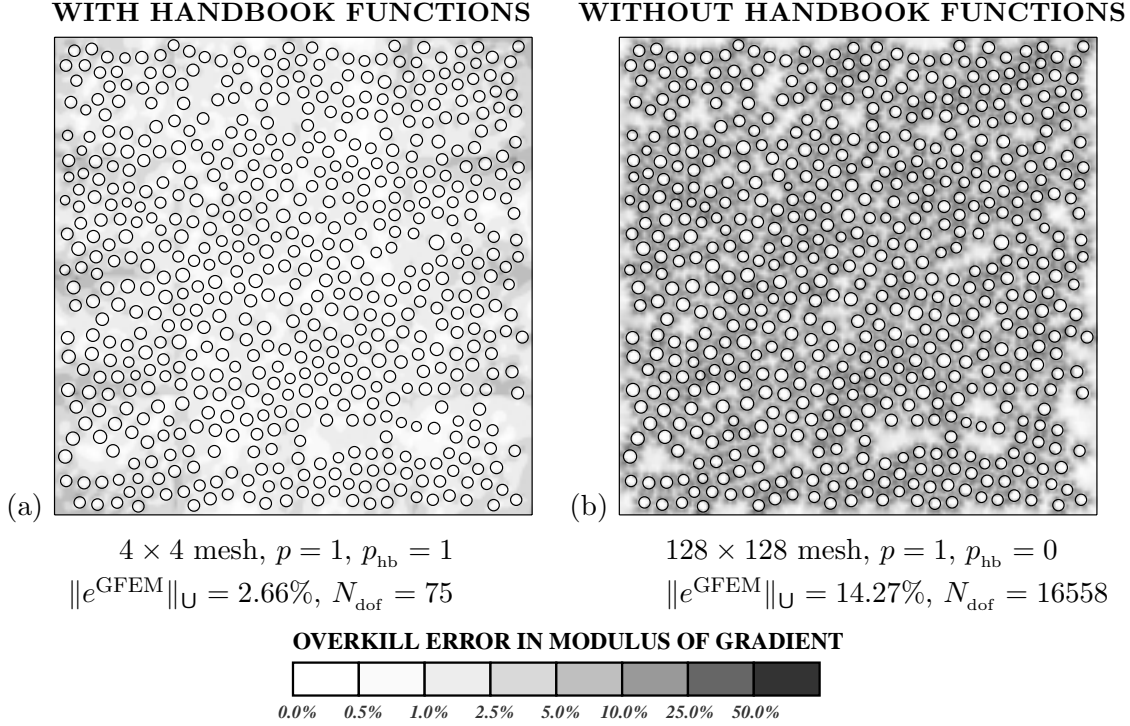 WITH HANDBOOK FUNCTIONS
WITHOUT HANDBOOK FUNCTIONS
(a)
(b)
4 × 4 mesh, p = 1, p_hb = 1
‖e^GFEM‖_U = 2.66%, N_dof = 75
128 × 128 mesh, p = 1, p_hb = 0
‖e^GFEM‖_U = 14.27%, N_dof = 16558
OVERKILL ERROR IN MODULUS OF GRADIENT
0.0% 0.5% 1.0% 2.5% 5.0% 10.0% 25.0% 50.0%